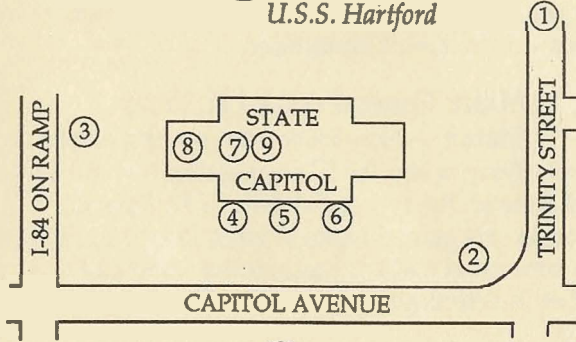 U.S.S. Hartford
1
STATE
3
8 7 9
I-84 ON RAMP
TRINITY STREET
CAPITOL
4 5 6
2
CAPITOL AVENUE